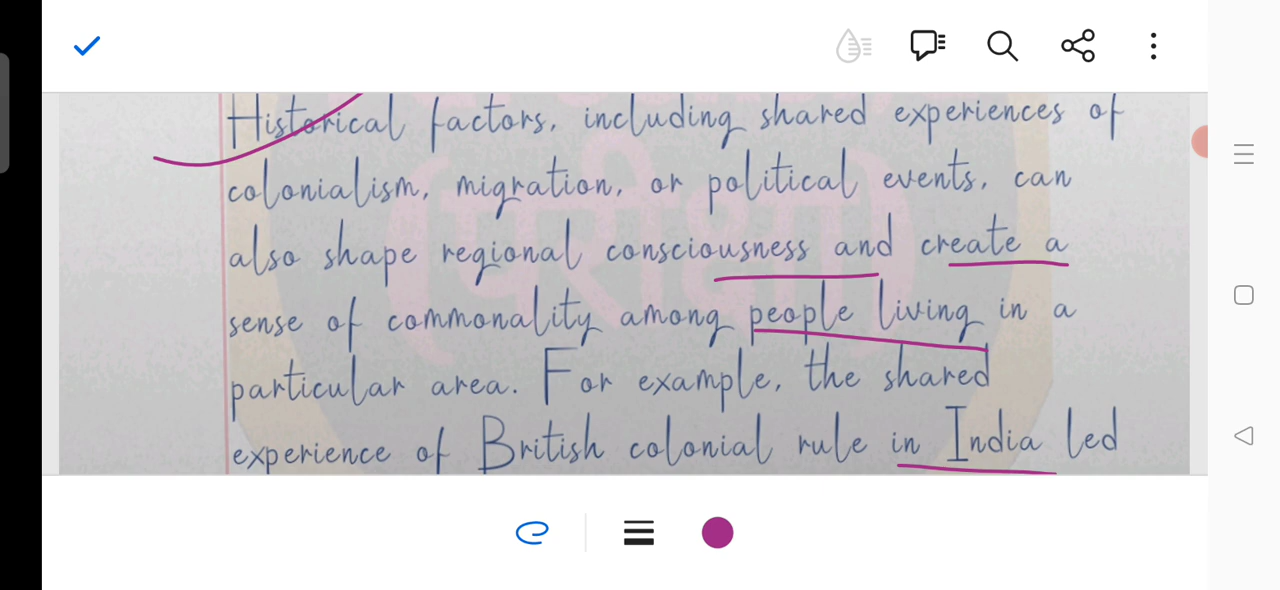 Historical factors, including shared experiences of
colonialism, migration, or political events, can
also shape regional consciousness and create a
sense of commonality among people living in a
particular area. For example, the shared
experience of British colonial rule in India led
परीक्षा